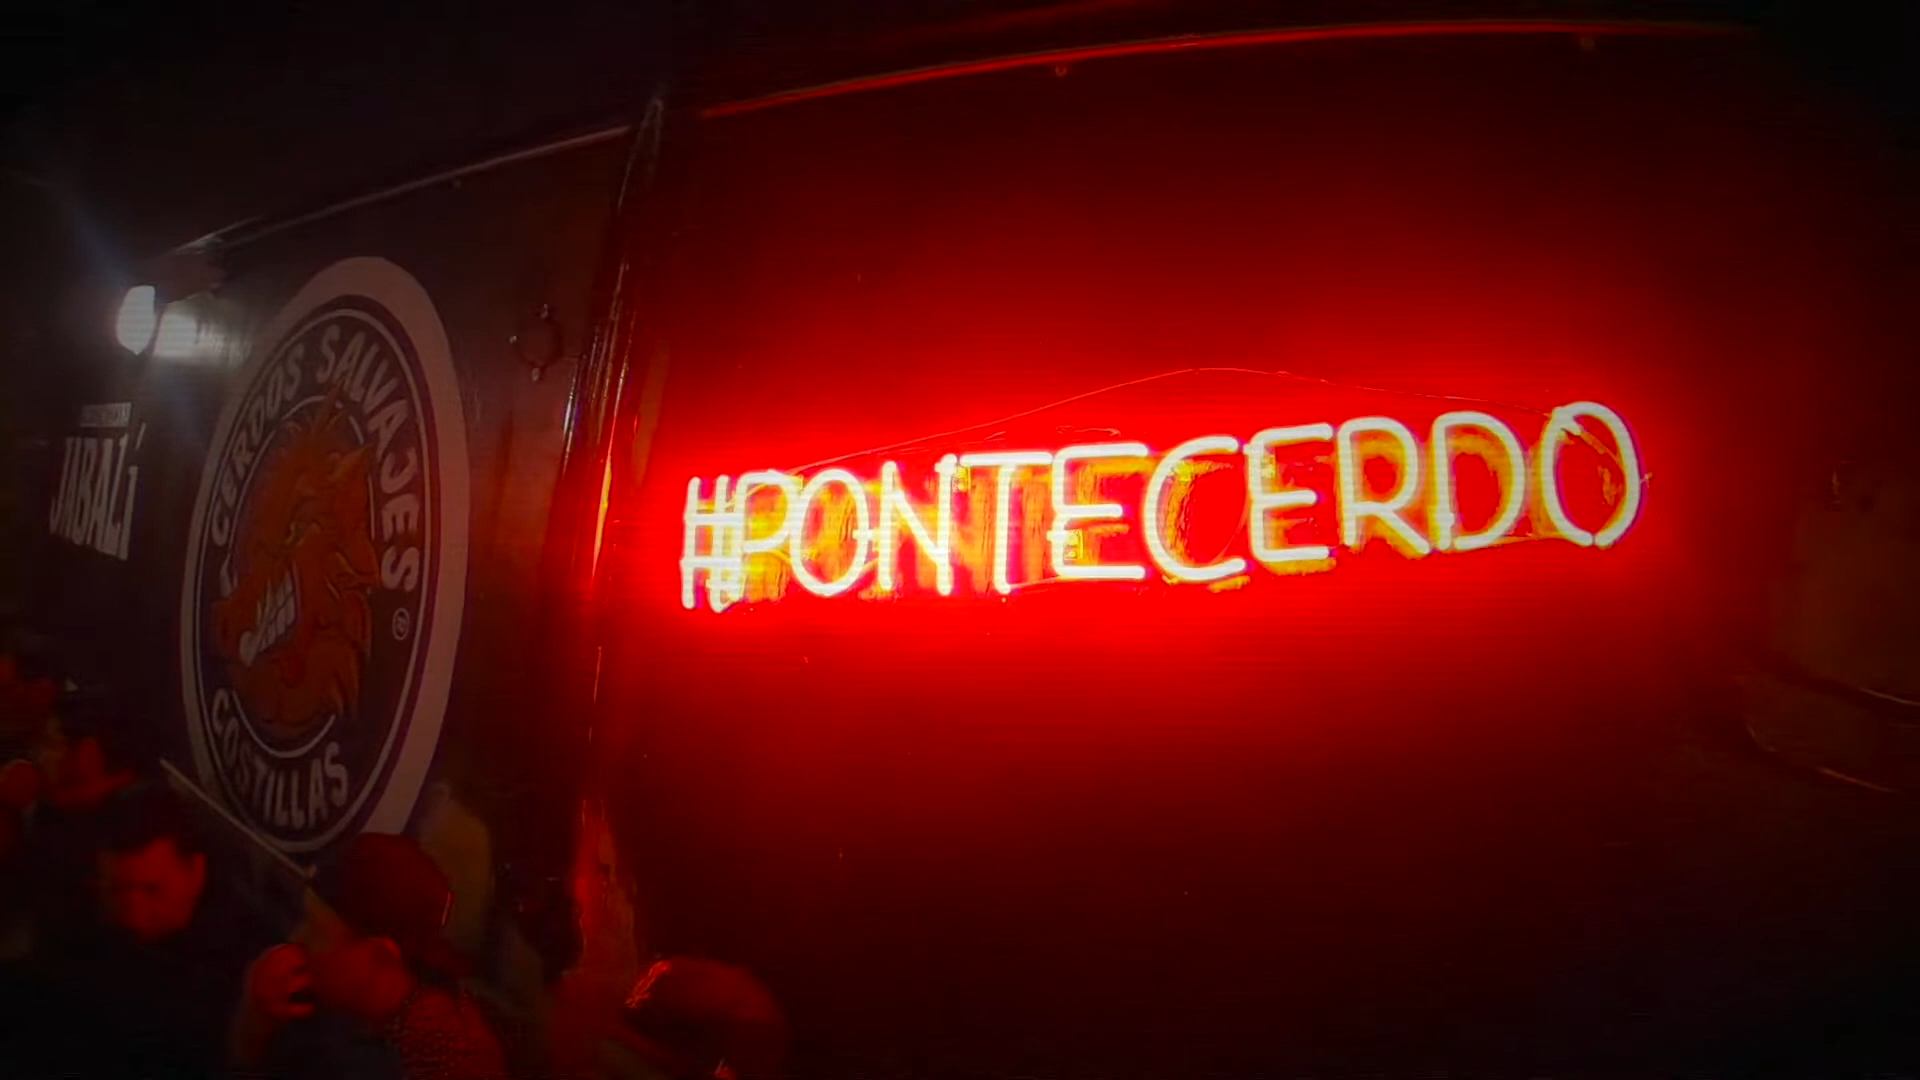 JABALÍ
CERDOS SALVAJES ®
COSTILLAS
#PONTECERDO